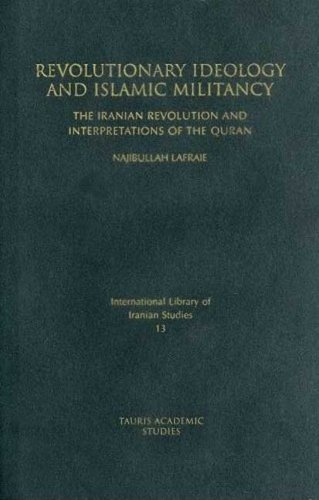 REVOLUTIONARY IDEOLOGY
AND ISLAMIC MILITANCY
THE IRANIAN REVOLUTION AND
INTERPRETATIONS OF THE QURAN
NAJIBULLAH LAFRAIE
International Library of
Iranian Studies
13
TAURIS ACADEMIC
STUDIES